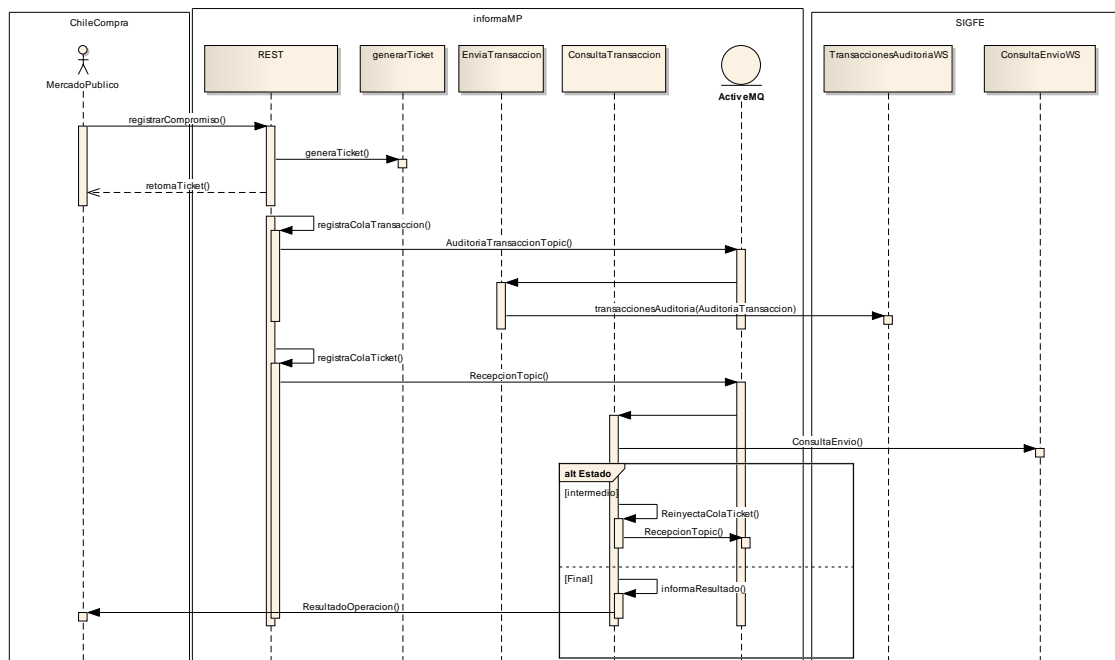 ChileCompra
informaMP
SIGFE
MercadoPublico
REST
generarTicket
EnviaTransaccion
ConsultaTransaccion
ActiveMQ
TransaccionesAuditoriaWS
ConsultaEnvioWS
registrarCompromiso()
generaTicket()
retornaTicket()
registraColaTransaccion()
AuditoriaTransaccionTopic()
transaccionesAuditoria(AuditoriaTransaccion)
registraColaTicket()
RecepcionTopic()
ConsultaEnvio()
alt Estado
[intermedio]
ReinyectaColaTicket()
RecepcionTopic()
[Final]
informaResultado()
ResultadoOperacion()